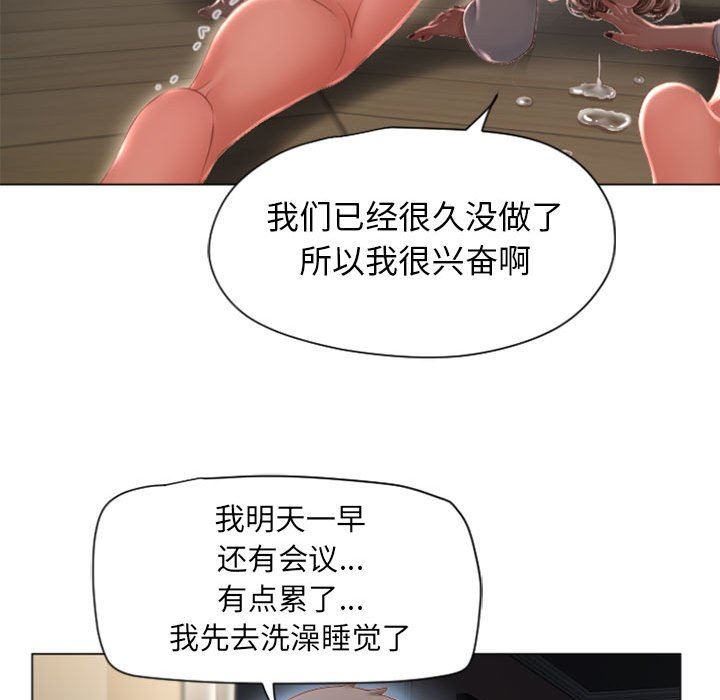 我们已经很久没做了
所以我很兴奋啊
我明天一早
还有会议...
有点累了...
我先去洗澡睡觉了